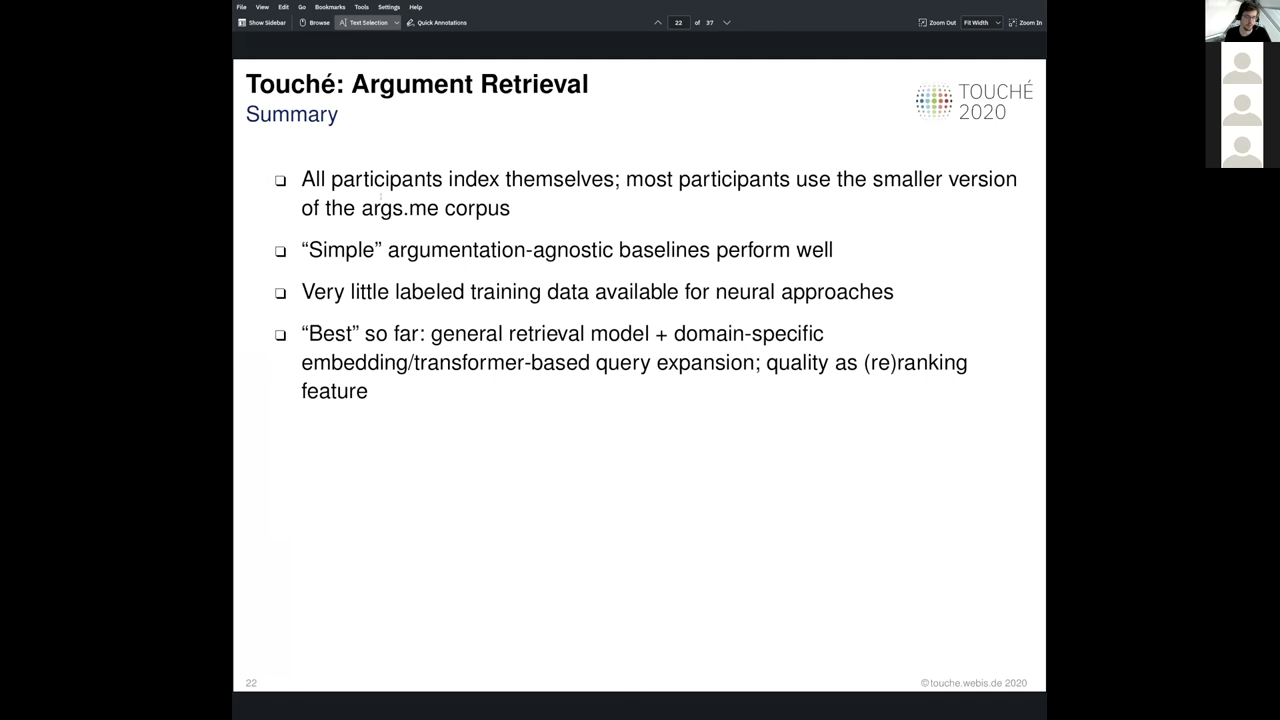 File View Edit Go Bookmarks Tools Settings Help
Show Sidebar Browse Text Selection Quick Annotations 22 of 37 Zoom Out Fit Width Zoom In
Touché: Argument Retrieval
Summary
TOUCHÉ
2020
❏ All participants index themselves; most participants use the smaller version
of the args.me corpus
❏ “Simple” argumentation-agnostic baselines perform well
❏ Very little labeled training data available for neural approaches
❏ “Best” so far: general retrieval model + domain-specific
embedding/transformer-based query expansion; quality as (re)ranking
feature
22 ©touche.webis.de 2020